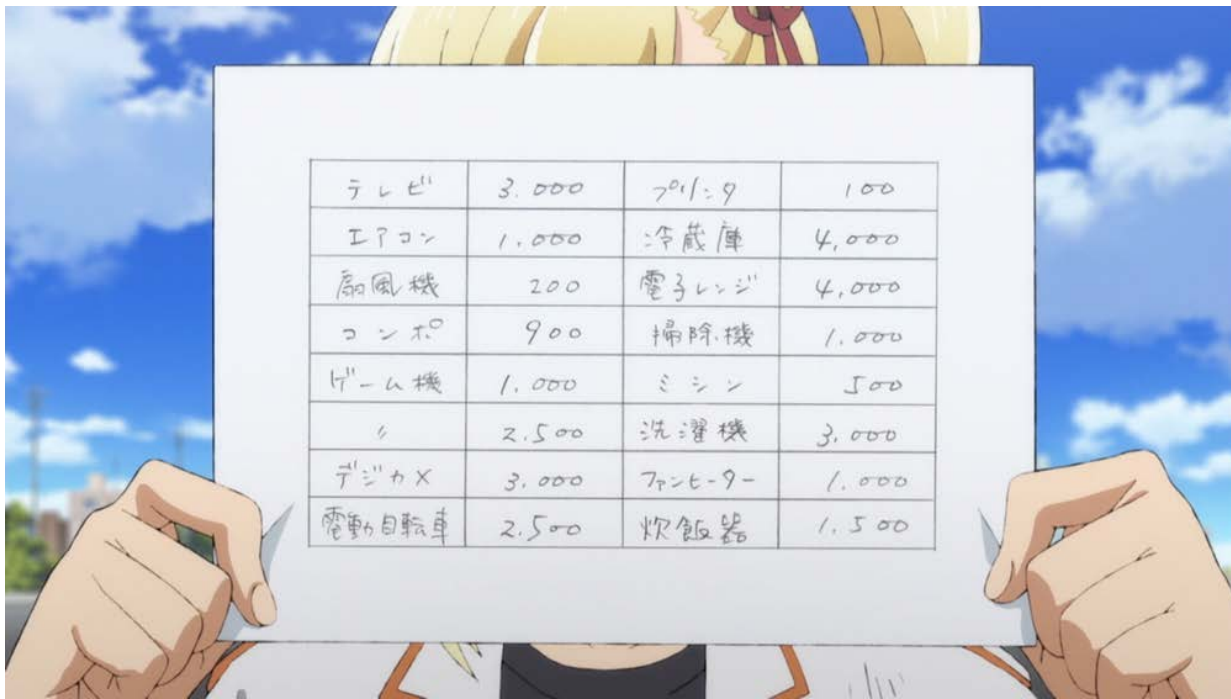 テレビ 3.000 プリンタ 100
エアコン 1.000 冷蔵庫 4,000
扇風機 200 電子レンジ 4,000
コンポ 900 掃除機 1.000
ゲーム機 1.000 ミシン 500
〃 2.500 洗濯機 3.000
デジカメ 3.000 ファンヒーター 1.000
電動自転車 2.500 炊飯器 1.500